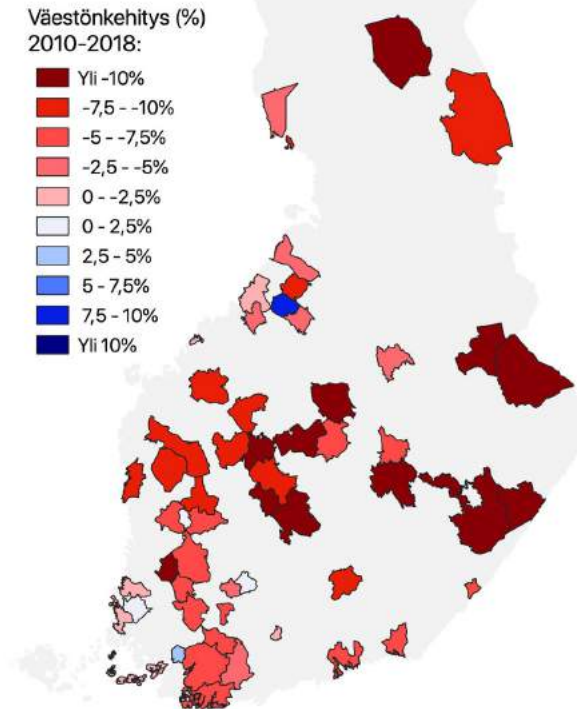 Väestönkehitys (%)
2010-2018:
Yli -10%
-7,5 - -10%
-5 - -7,5%
-2,5 - -5%
0 - -2,5%
0 - 2,5%
2,5 - 5%
5 - 7,5%
7,5 - 10%
Yli 10%